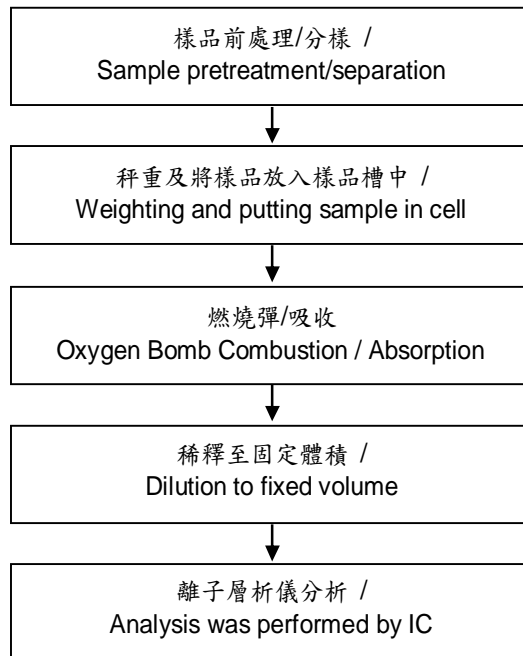 樣品前處理/分樣 /
Sample pretreatment/separation
秤重及將樣品放入樣品槽中 /
Weighting and putting sample in cell
燃燒彈/吸收
Oxygen Bomb Combustion / Absorption
稀釋至固定體積 /
Dilution to fixed volume
離子層析儀分析 /
Analysis was performed by IC